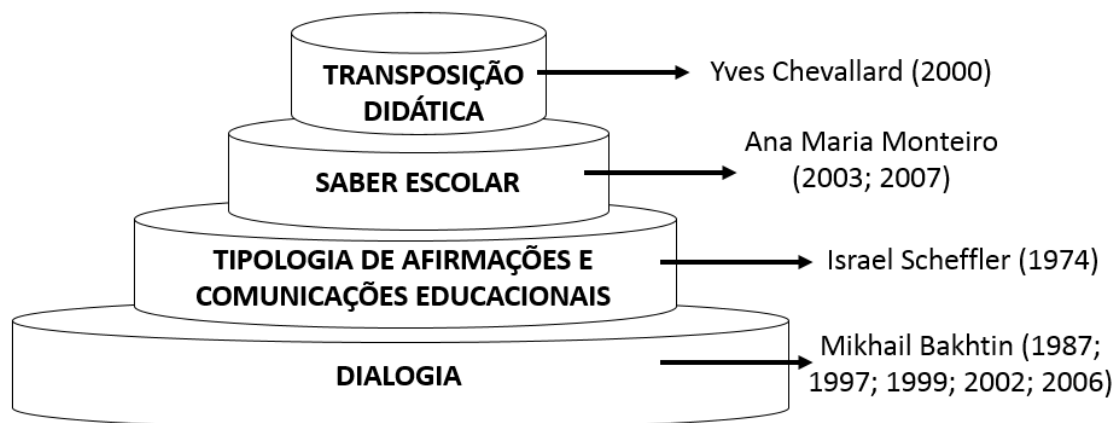 TRANSPOSIÇÃO
DIDÁTICA
Yves Chevallard (2000)
SABER ESCOLAR
Ana Maria Monteiro
(2003; 2007)
TIPOLOGIA DE AFIRMAÇÕES E
COMUNICAÇÕES EDUCACIONAIS
Israel Scheffler (1974)
DIALOGIA
Mikhail Bakhtin (1987;
1997; 1999; 2002; 2006)